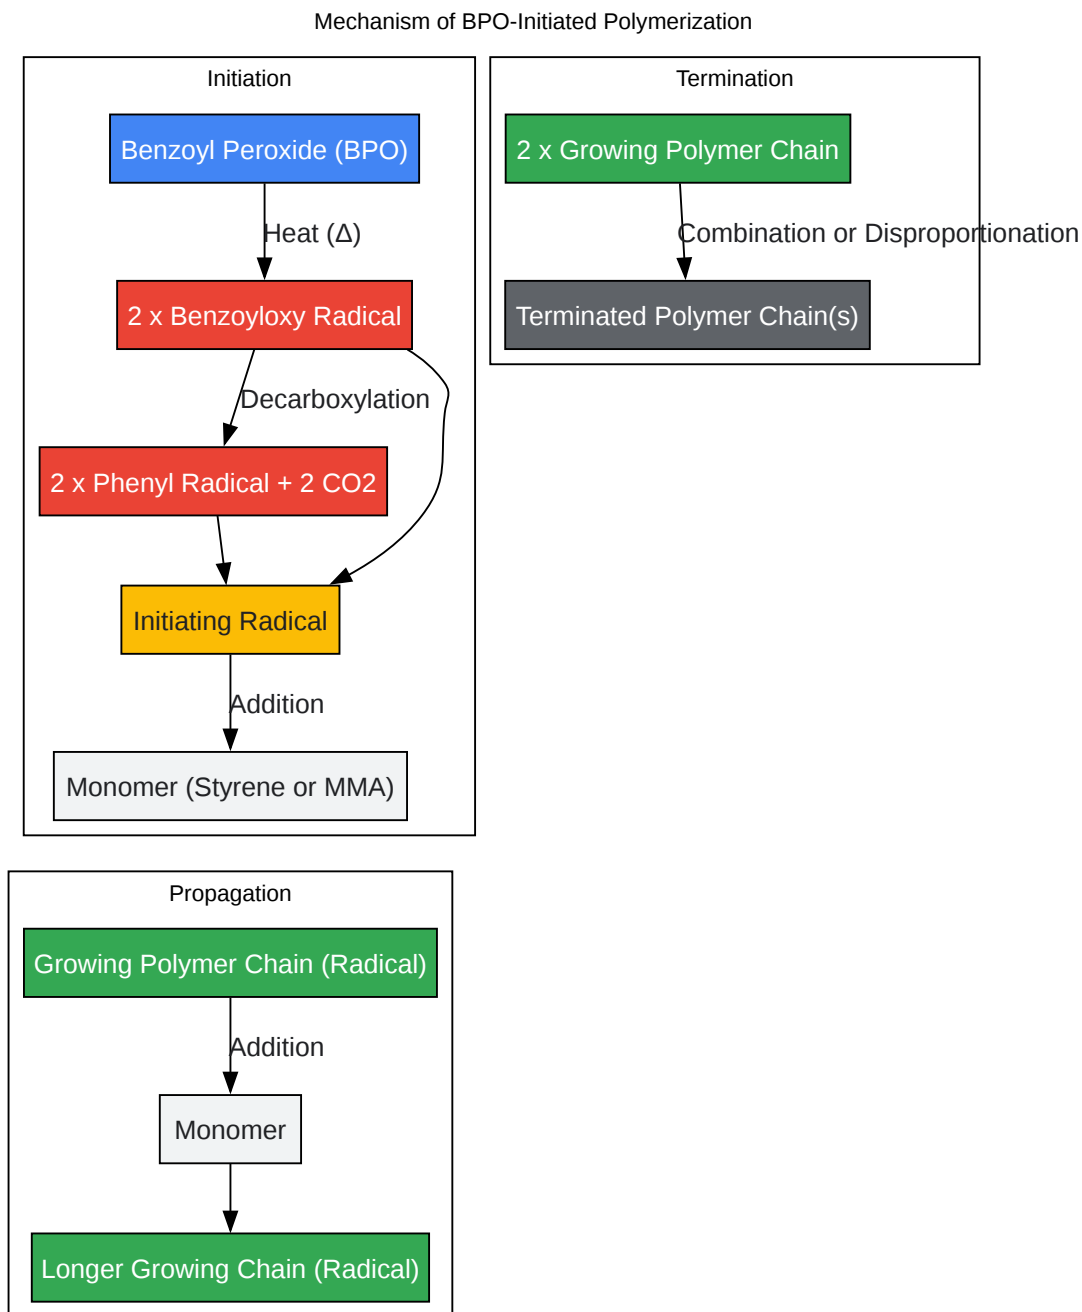 Mechanism of BPO-Initiated Polymerization
Initiation
Benzoyl Peroxide (BPO)
Heat (Δ)
2 x Benzoyloxy Radical
Decarboxylation
2 x Phenyl Radical + 2 CO2
Initiating Radical
Addition
Monomer (Styrene or MMA)
Termination
2 x Growing Polymer Chain
Combination or Disproportionation
Terminated Polymer Chain(s)
Propagation
Growing Polymer Chain (Radical)
Addition
Monomer
Longer Growing Chain (Radical)